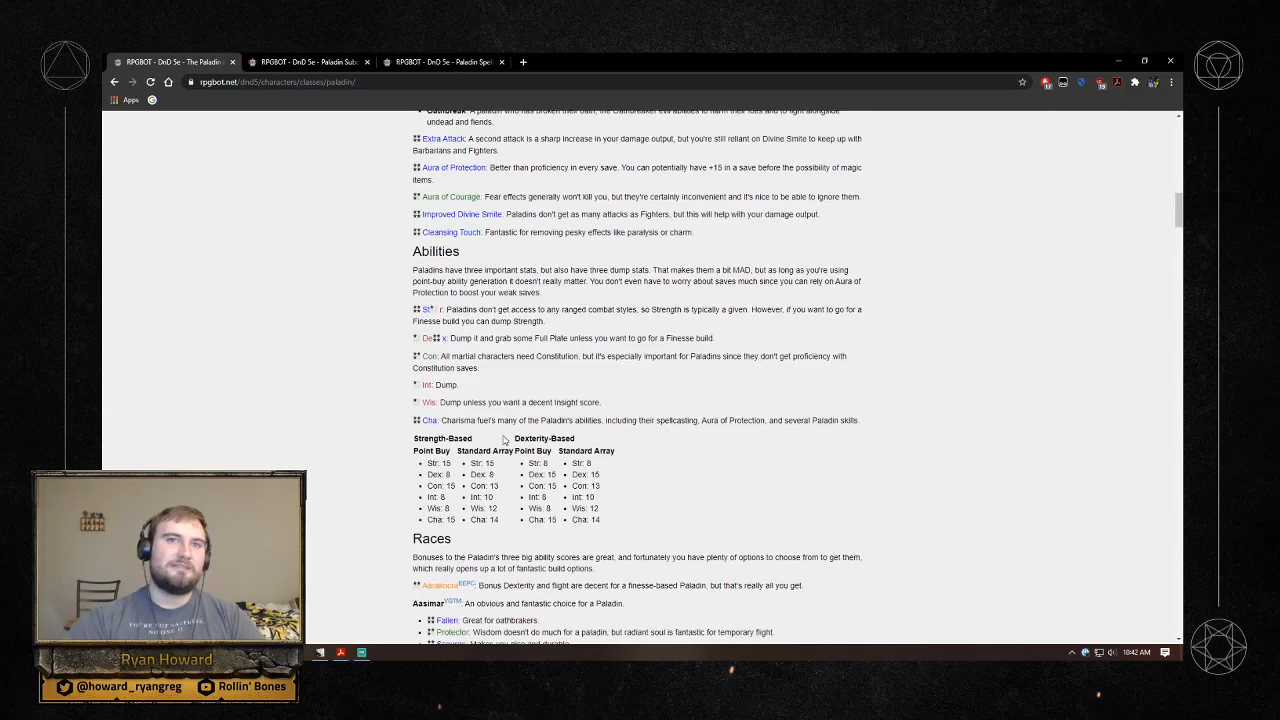 RPGBOT - DnD 5e - The Paladin
RPGBOT - DnD 5e - Paladin Subc
RPGBOT - DnD 5e - Paladin Spel
rpgbot.net/dnd5/characters/classes/paladin/
Apps
undead and fiends.
Extra Attack: A second attack is a sharp increase in your damage output, but you're still reliant on Divine Smite to keep up with
Barbarians and Fighters.
Aura of Protection: Better than proficiency in every save. You can potentially have +15 in a save before the possibility of magic
items.
Aura of Courage: Fear effects generally won't kill you, but they're certainly inconvenient and it's nice to be able to ignore them.
Improved Divine Smite: Paladins don't get as many attacks as Fighters, but this will help with your damage output.
Cleansing Touch: Fantastic for removing pesky effects like paralysis or charm.
Abilities
Paladins have three important stats, but also have three dump stats. That makes them a bit MAD, but as long as you're using
point-buy ability generation it doesn't really matter. You don't even have to worry about saves much since you can rely on Aura of
Protection to boost your weak saves.
Str: Paladins don't get access to any ranged combat styles, so Strength is typically a given. However, if you want to go for a
Finesse build you can dump Strength.
Dex: Dump it and grab some Full Plate unless you want to go for a Finesse build.
Con: All martial characters need Constitution, but it's especially important for Paladins since they don't get proficiency with
Constitution saves.
Int: Dump.
Wis: Dump unless you want a decent Insight score.
Cha: Charisma fuel's many of the Paladin's abilities, including their spellcasting, Aura of Protection, and several Paladin skills.
Strength-Based Dexterity-Based
Point Buy Standard Array Point Buy Standard Array
Str: 15 Str: 15 Str: 8 Str: 8
Dex: 8 Dex: 8 Dex: 15 Dex: 15
Con: 15 Con: 13 Con: 15 Con: 13
Int: 8 Int: 10 Int: 8 Int: 10
Wis: 8 Wis: 12 Wis: 8 Wis: 12
Cha: 15 Cha: 14 Cha: 15 Cha: 14
Races
Bonuses to the Paladin's three big ability scores are great, and fortunately you have plenty of options to choose from to get them,
which really opens up a lot of fantastic build options.
Aarakocra EEPC: Bonus Dexterity and flight are decent for a finesse-based Paladin, but that's really all you get.
Aasimar VGTM: An obvious and fantastic choice for a Paladin.
Fallen: Great for oathbrakers.
Protector: Wisdom doesn't do much for a paladin, but radiant soul is fantastic for temporary flight.
10:42 AM
Ryan Howard
@howard_ryangreg
Rollin' Bones